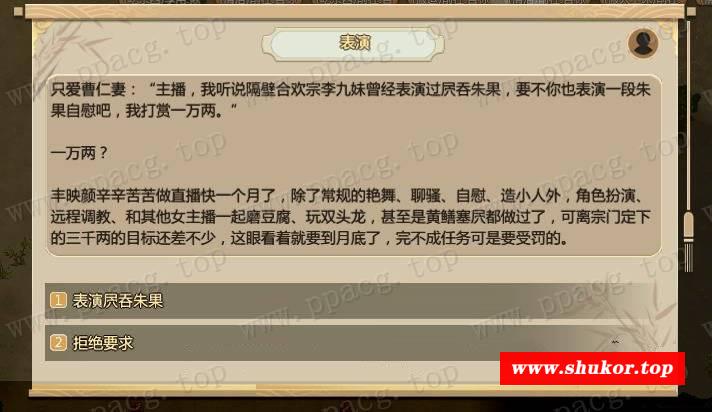 表演
只爱曹仁妻：“主播，我听说隔壁合欢宗李九妹曾经表演过屄吞朱果，要不你也表演一段朱
果自慰吧，我打赏一万两。“
一万两？
丰映颜辛辛苦苦做直播快一个月了，除了常规的艳舞、聊骚、自慰、造小人外，角色扮演、
远程调教、和其他女主播一起磨豆腐、玩双头龙，甚至是黄鳝塞屄都做过了，可离宗门定下
的三千两的目标还差不少，这眼看着就要到月底了，完不成任务可是要受罚的。
1 表演屄吞朱果
2 拒绝要求
www.shukor.top
www.ppacg.top